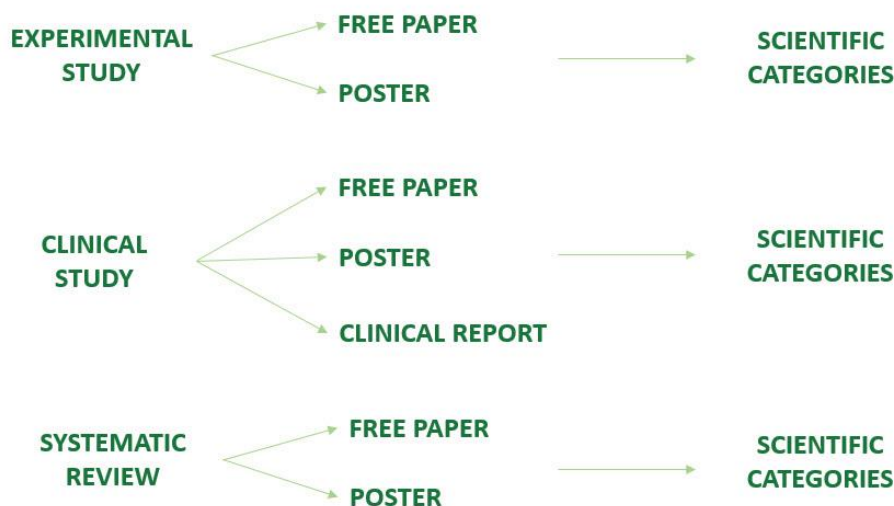 EXPERIMENTAL
STUDY
FREE PAPER
POSTER
SCIENTIFIC
CATEGORIES
CLINICAL
STUDY
FREE PAPER
POSTER
CLINICAL REPORT
SCIENTIFIC
CATEGORIES
SYSTEMATIC
REVIEW
FREE PAPER
POSTER
SCIENTIFIC
CATEGORIES